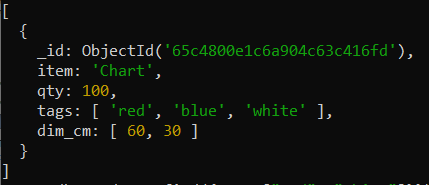 [
  {
    _id: ObjectId('65c4800e1c6a904c63c416fd'),
    item: 'Chart',
    qty: 100,
    tags: [ 'red', 'blue', 'white' ],
    dim_cm: [ 60, 30 ]
  }
]